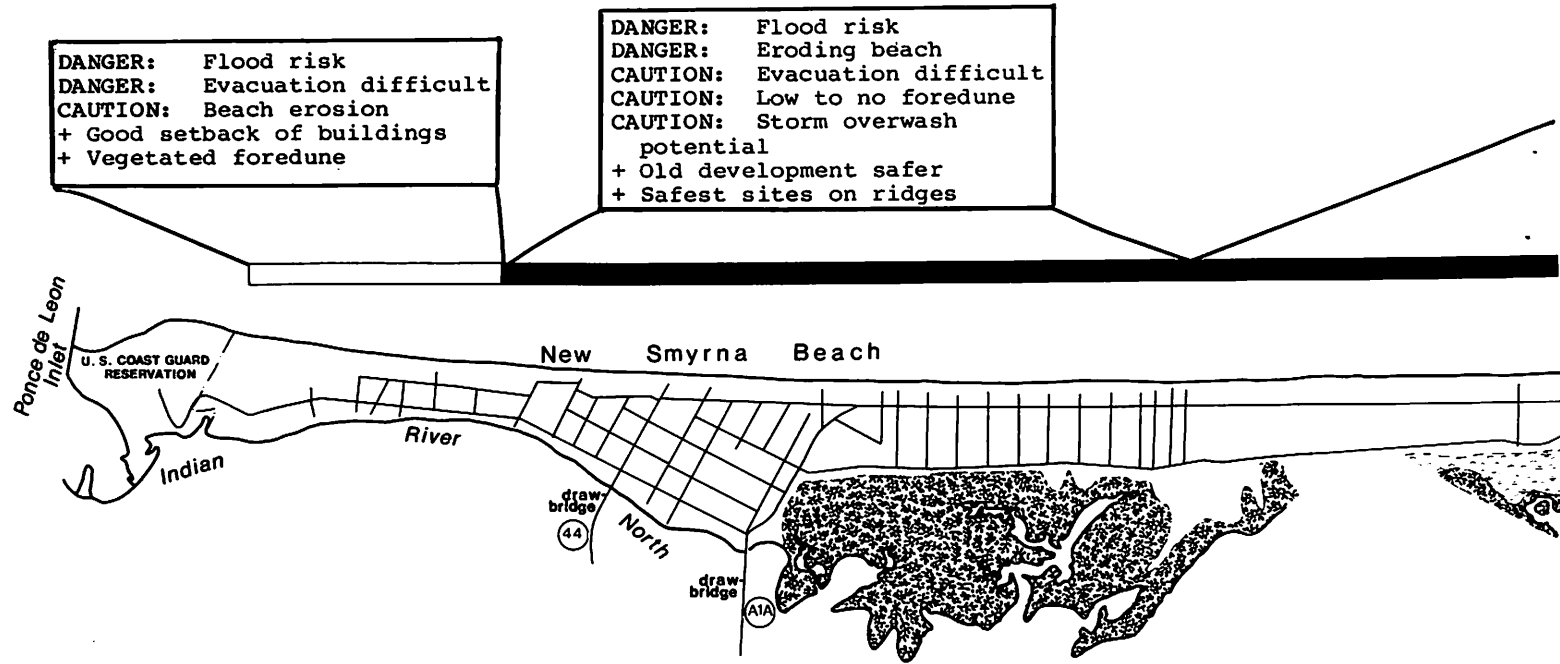 DANGER: Flood risk
DANGER: Evacuation difficult
CAUTION: Beach erosion
+ Good setback of buildings
+ Vegetated foredune
DANGER: Flood risk
DANGER: Eroding beach
CAUTION: Evacuation difficult
CAUTION: Low to no foredune
CAUTION: Storm overwash
potential
+ Old development safer
+ Safest sites on ridges
Ponce de Leon
Inlet
U. S. COAST GUARD
RESERVATION
New Smyrna Beach
Indian River North
draw-
bridge
44
draw-
bridge
A1A